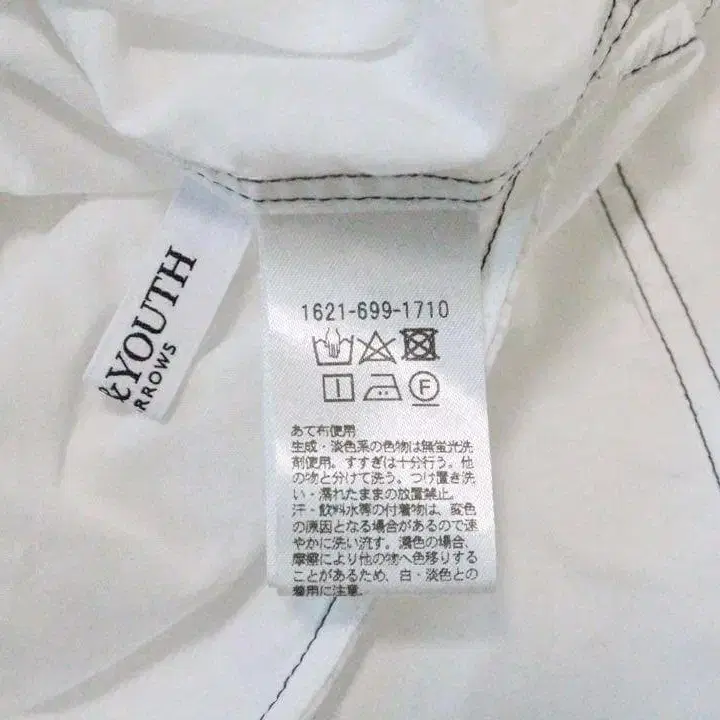 & YOUTH
RROWS
1621-699-1710
F
あて布使用
生成・淡色系の色物は無蛍光洗
剤使用。すすぎは十分行う。他
の物と分けて洗う。つけ置き洗
い・濡れたままの放置禁止。
汗・飲料水等の付着物は、変色
の原因となる場合があるので速
やかに洗い流す。濃色の場合、
摩擦により他の物へ色移りする
ことがあるため、白・淡色との
着用に注意。